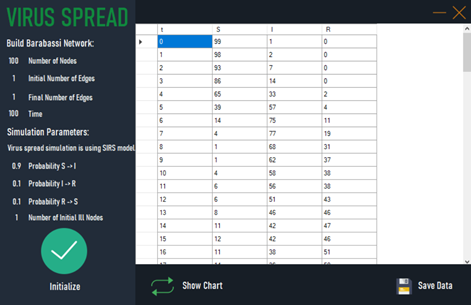 VIRUS SPREAD
Build Barabassi Network:
100 Number of Nodes
1 Initial Number of Edges
1 Final Number of Edges
100 Time
Simulation Parameters:
Virus spread simulation is using SIRS model.
0.9 Probability S -> I
0.1 Probability I -> R
0.1 Probability R -> S
1 Number of Initial Ill Nodes
Initialize
t S I R
0 99 1 0
1 98 2 0
2 93 7 0
3 86 14 0
4 65 33 2
5 39 57 4
6 14 75 11
7 4 77 19
8 1 68 31
9 1 62 37
10 4 58 38
11 6 56 38
12 6 51 43
13 8 46 46
14 11 42 47
15 12 42 46
16 11 38 51
Show Chart
Save Data